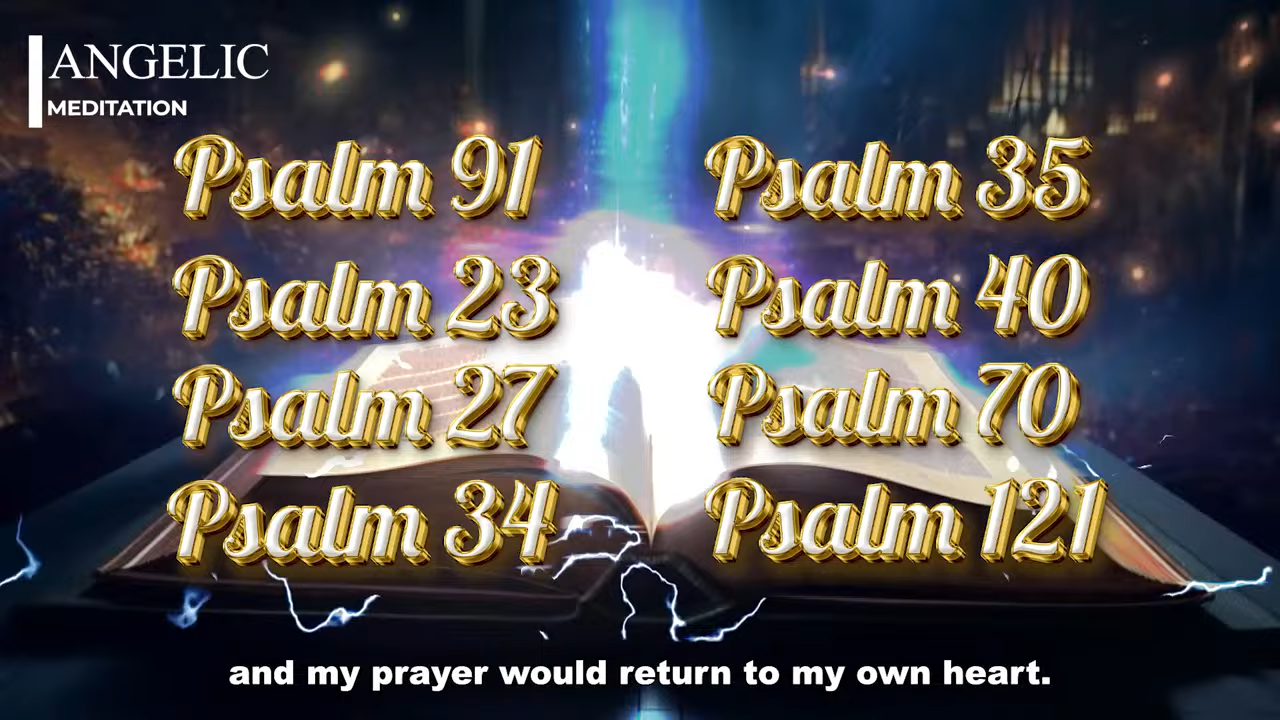 ANGELIC
MEDITATION
Psalm 91
Psalm 23
Psalm 27
Psalm 34
Psalm 35
Psalm 40
Psalm 70
Psalm 121
and my prayer would return to my own heart.